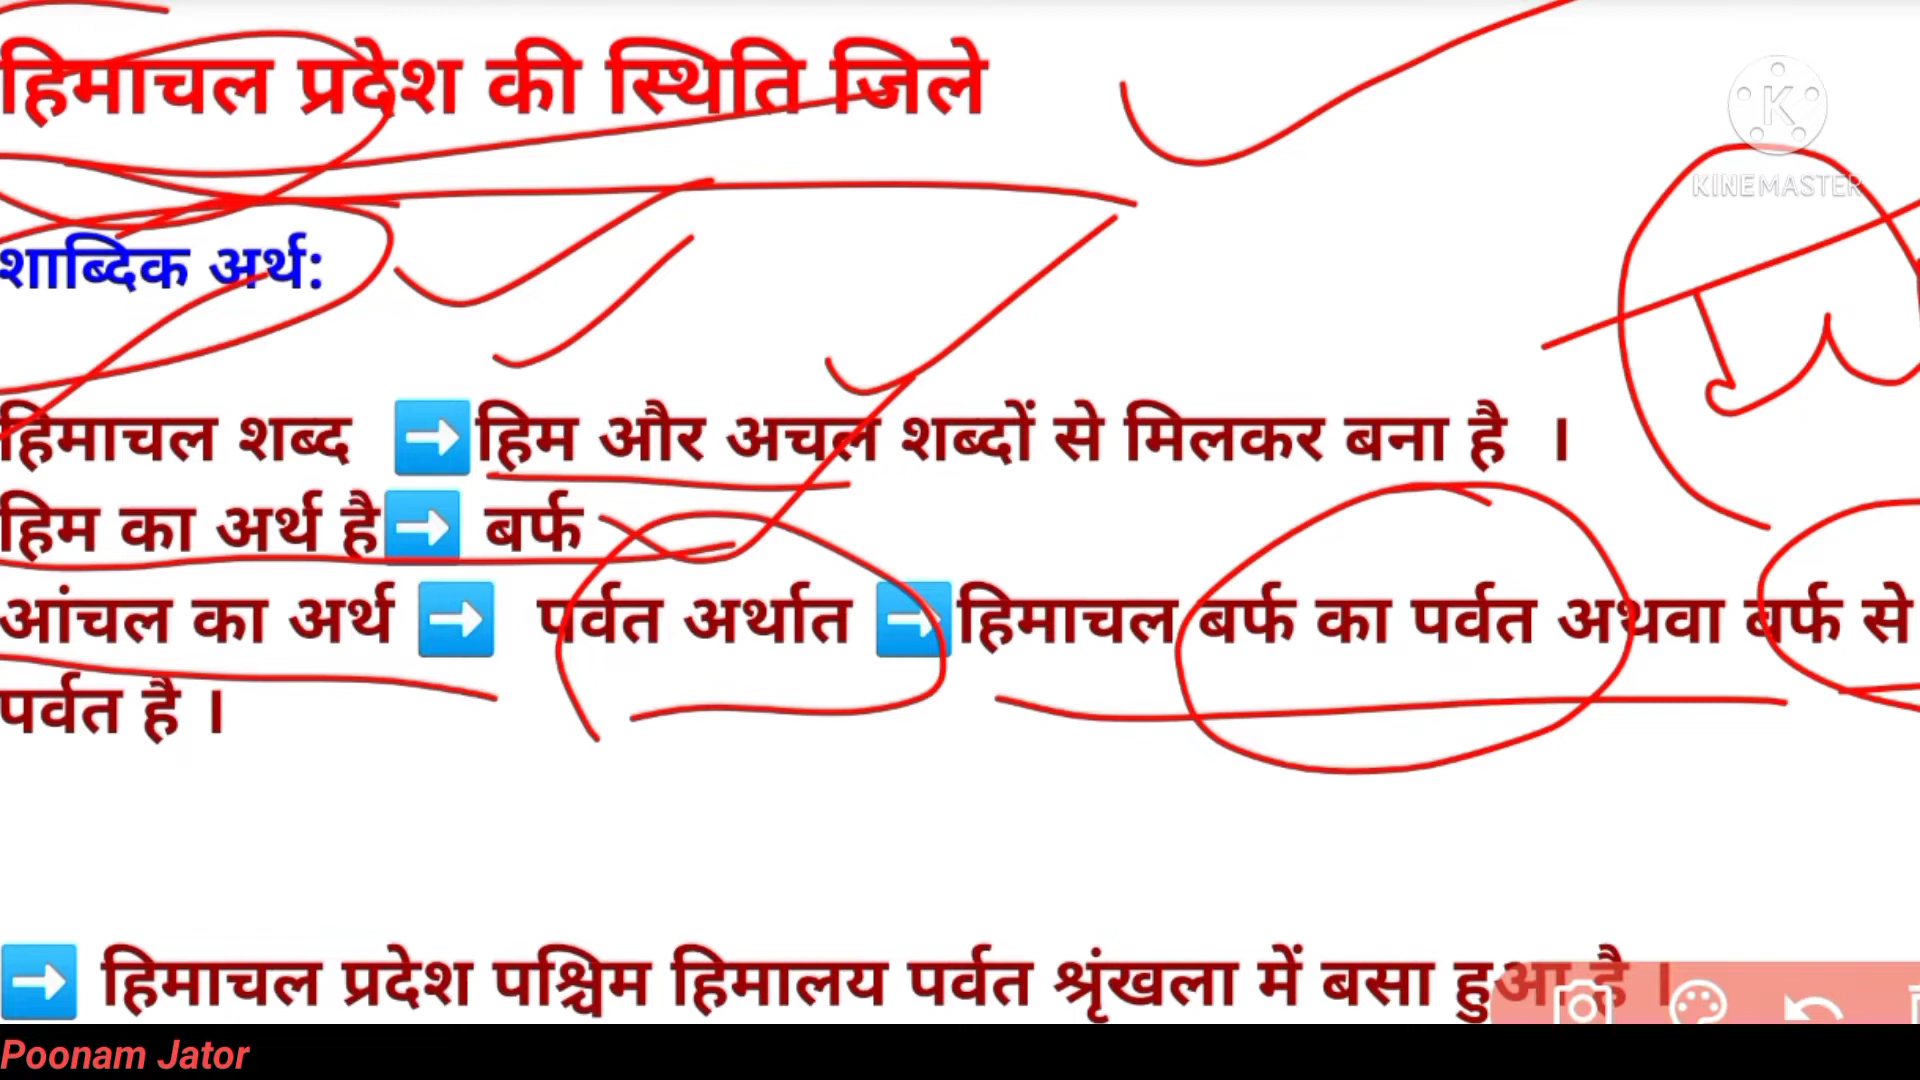 हिमाचल प्रदेश की स्थिति जिले
KINEMASTER
शाब्दिक अर्थ:
हिमाचल शब्द ➡हिम और अचल शब्दों से मिलकर बना है ।
हिम का अर्थ है➡ बर्फ
आंचल का अर्थ ➡ पर्वत अर्थात ➡हिमाचल बर्फ का पर्वत अथवा बर्फ से
पर्वत है ।
➡ हिमाचल प्रदेश पश्चिम हिमालय पर्वत श्रृंखला में बसा हुआ है ।
Poonam Jator